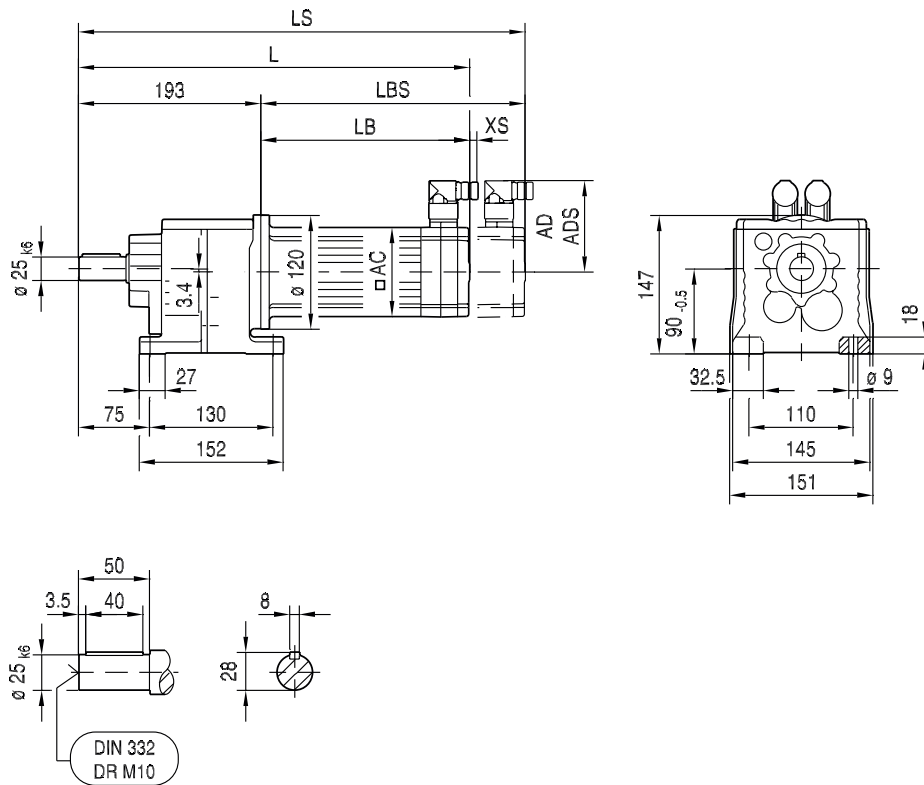 LS
L
193
LBS
LB
XS
AD
ADS
ø 25 k6
3.4
ø 120
□ AC
27
75
130
152
147
90 -0.5
18
32.5
ø 9
110
145
151
50
3.5
40
8
ø 25 k6
28
DIN 332
DR M10